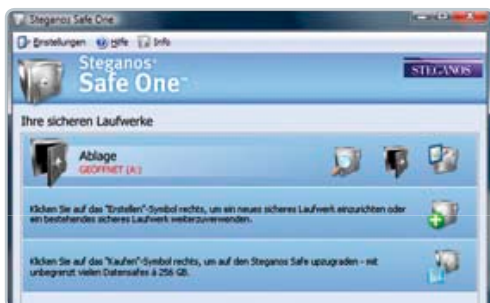 Steganos Safe One
Einstellungen Hilfe Info
Steganos
Safe One
STEGANOS
Ihre sicheren Laufwerke
Ablage
GEÖFFNET (A:)
Klicken Sie auf das "Erstellen"-Symbol rechts, um ein neues sicheres Laufwerk einzurichten oder
ein bestehendes sicheres Laufwerk weiterzuverwenden.
Klicken Sie auf das "Kaufen"-Symbol rechts, um auf den Steganos Safe upzugraden - mit
unbegrenzt vielen Datensafes á 256 GB.